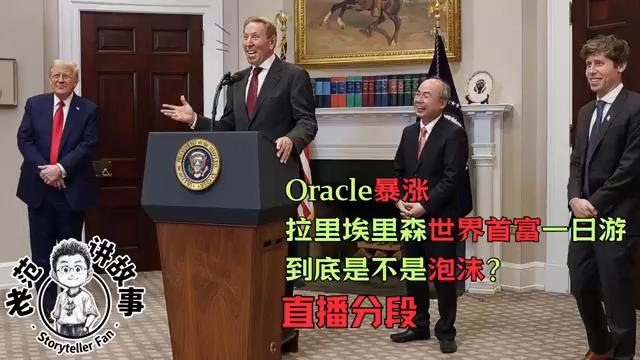 Oracle暴涨
拉里埃里森世界首富一日游
到底是不是泡沫?
直播分段
老范说故事
Storyteller Fan